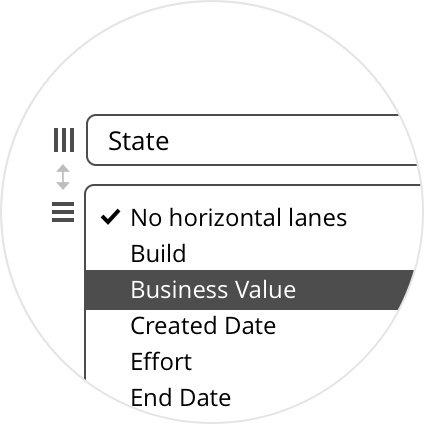 State
No horizontal lanes
Build
Business Value
Created Date
Effort
End Date